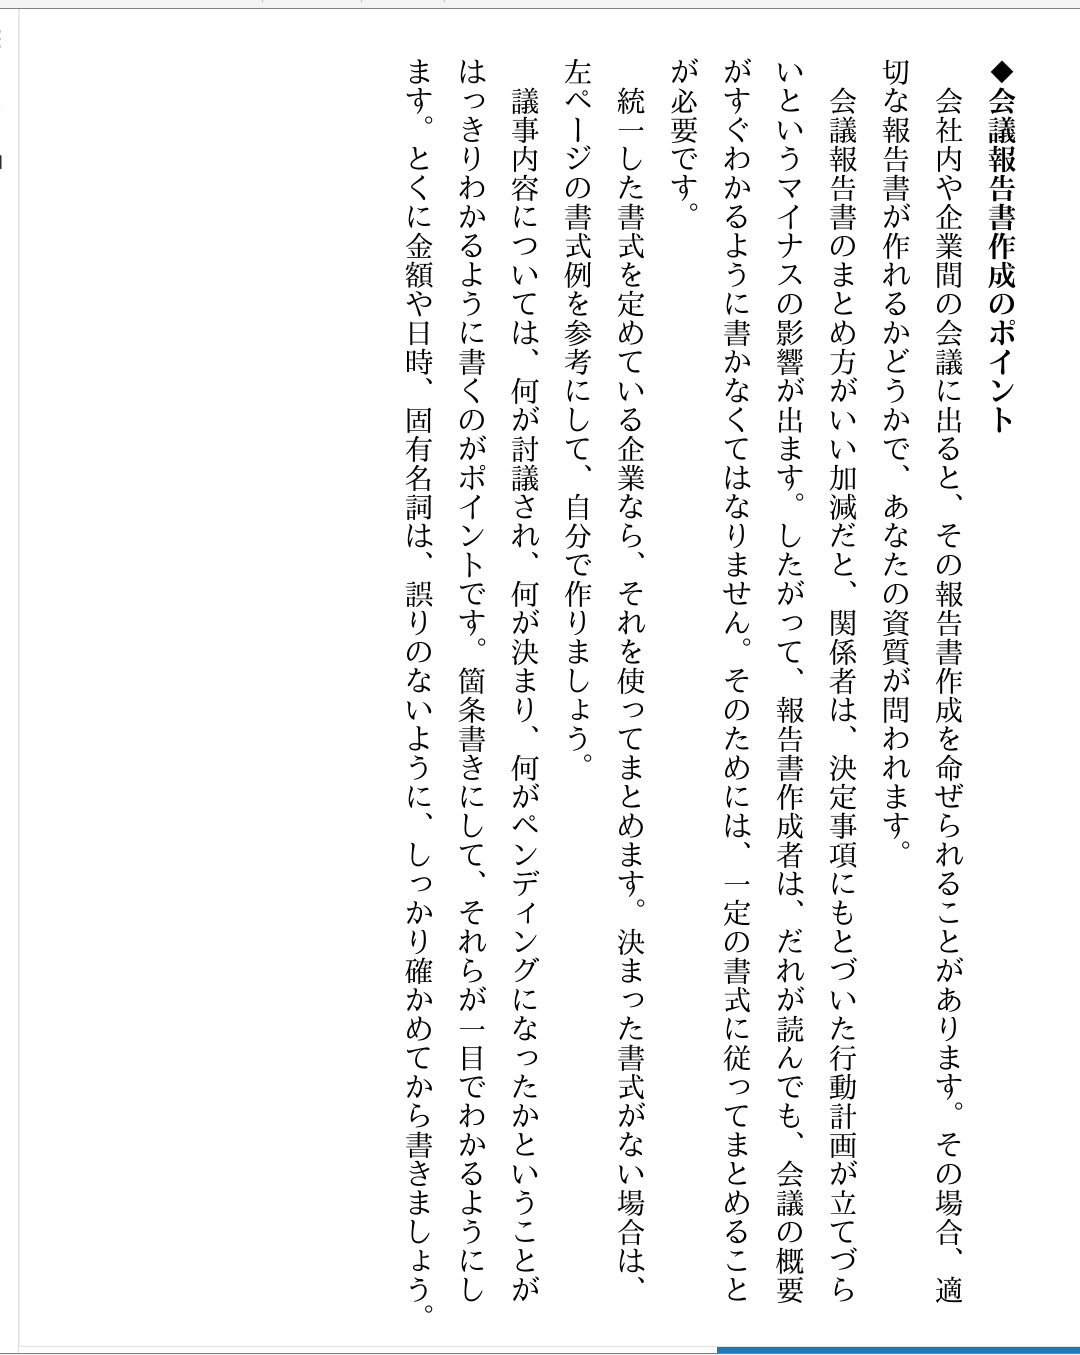 ◆会議報告書作成のポイント
会社内や企業間の会議に出ると、その報告書作成を命ぜられることがあります。その場合、適
切な報告書が作れるかどうかで、あなたの資質が問われます。
会議報告書のまとめ方がいい加減だと、関係者は、決定事項にもとづいた行動計画が立てづら
いというマイナスの影響が出ます。したがって、報告書作成者は、だれが読んでも、会議の概要
がすぐわかるように書かなくてはなりません。そのためには、一定の書式に従ってまとめること
が必要です。
統一した書式を定めている企業なら、それを使ってまとめます。決まった書式がない場合は、
左ページの書式例を参考にして、自分で作りましょう。
議事内容については、何が討議され、何が決まり、何がペンディングになったかということが
はっきりわかるように書くのがポイントです。箇条書きにして、それらが一目でわかるようにし
ます。とくに金額や日時、固有名詞は、誤りのないように、しっかり確かめてから書きましょう。